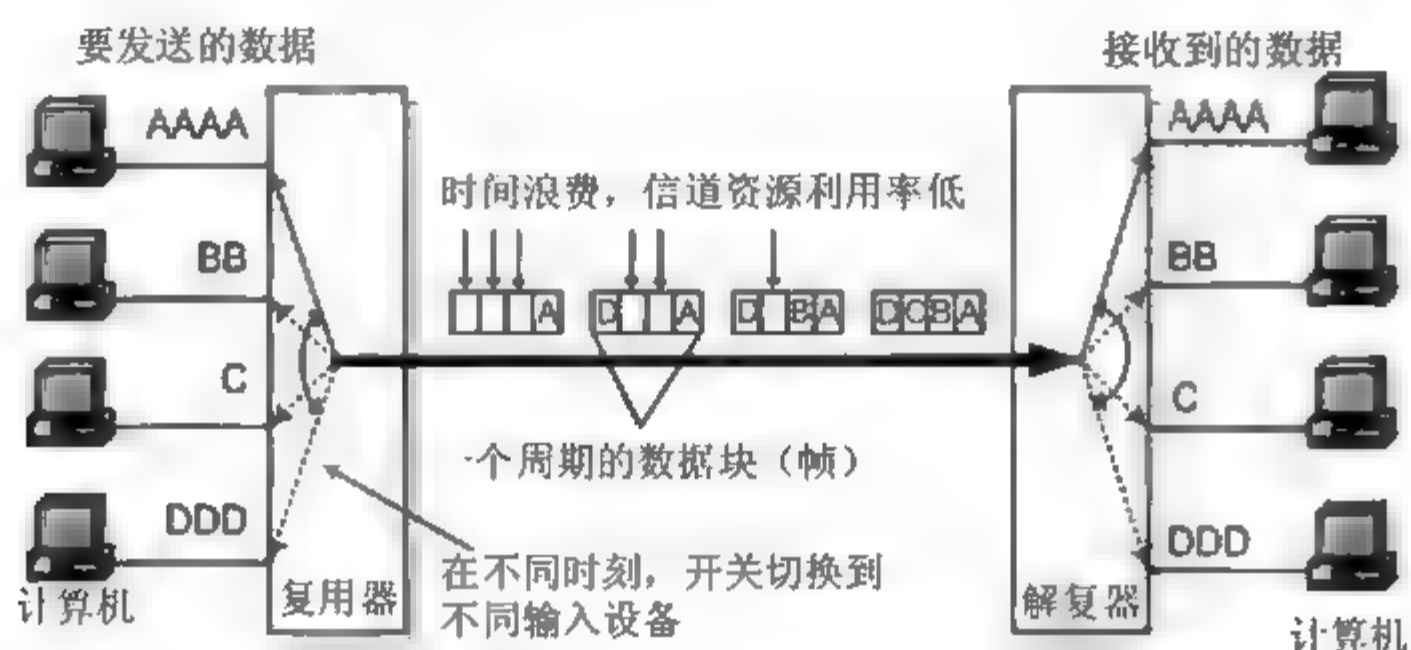 要发送的数据
接收到的数据
AAAA
AAAA
时间浪费，信道资源利用率低
BB
BB
A
D A
D B A
D C B A
C
C
一个周期的数据块（帧）
DDD
DDD
在不同时刻，开关切换到
不同输入设备
计算机
复用器
解复器
计算机